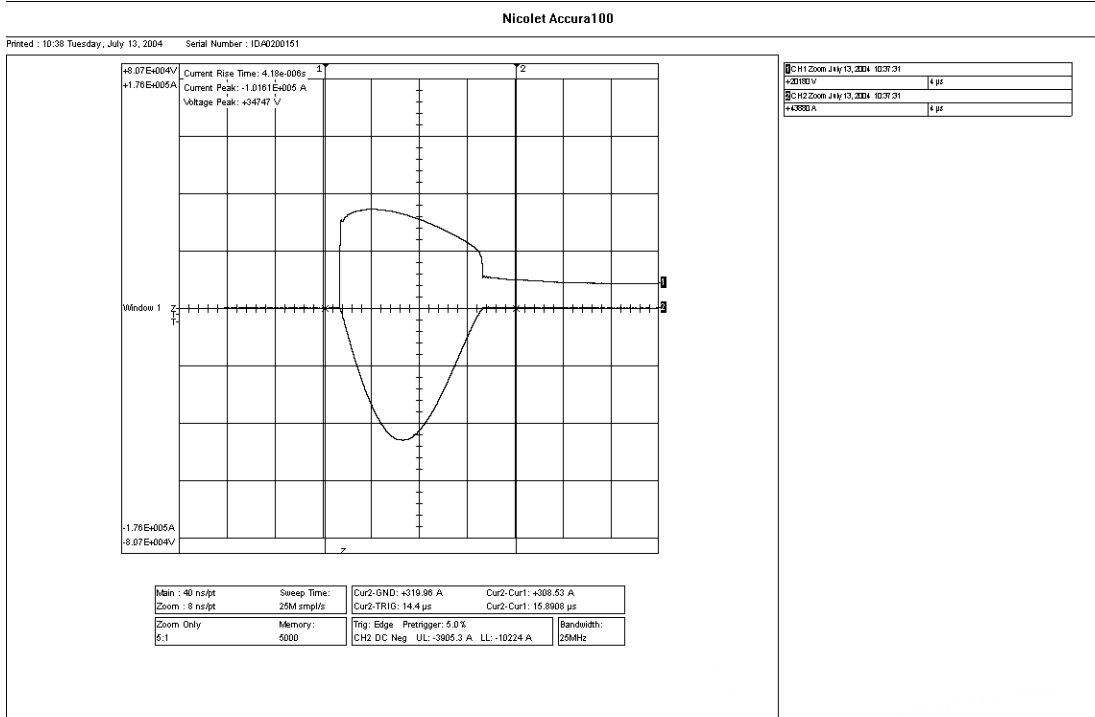 Nicolet Accura100
Printed : 10:38 Tuesday, July 13, 2004 Serial Number : IDA0200151
+8.07E+004V
+1.76E+005A
Current Rise Time: 4.18e-006s
Current Peak: -1.0161E+005 A
Voltage Peak: +34747 V
1
2
1 CH1 Zoom July 13, 2004 10:37:31
+20180 V 4 µs
2 CH2 Zoom July 13, 2004 10:37:31
+43880 A 4 µs
Window 1
Z
T
T
1
2
-1.76E+005A
-8.07E+004V
Z
Main : 40 ns/pt Sweep Time:
Zoom : 8 ns/pt 25M smpl/s
Cur2-GND: +319.96 A Cur2-Cur1: +308.53 A
Cur2-TRIG: 14.4 µs Cur2-Cur1: 15.8908 µs
Zoom Only Memory:
5:1 5000
Trig: Edge Pretrigger: 5.0 %
CH2 DC Neg UL: -3905.3 A LL: -10224 A
Bandwidth:
25MHz